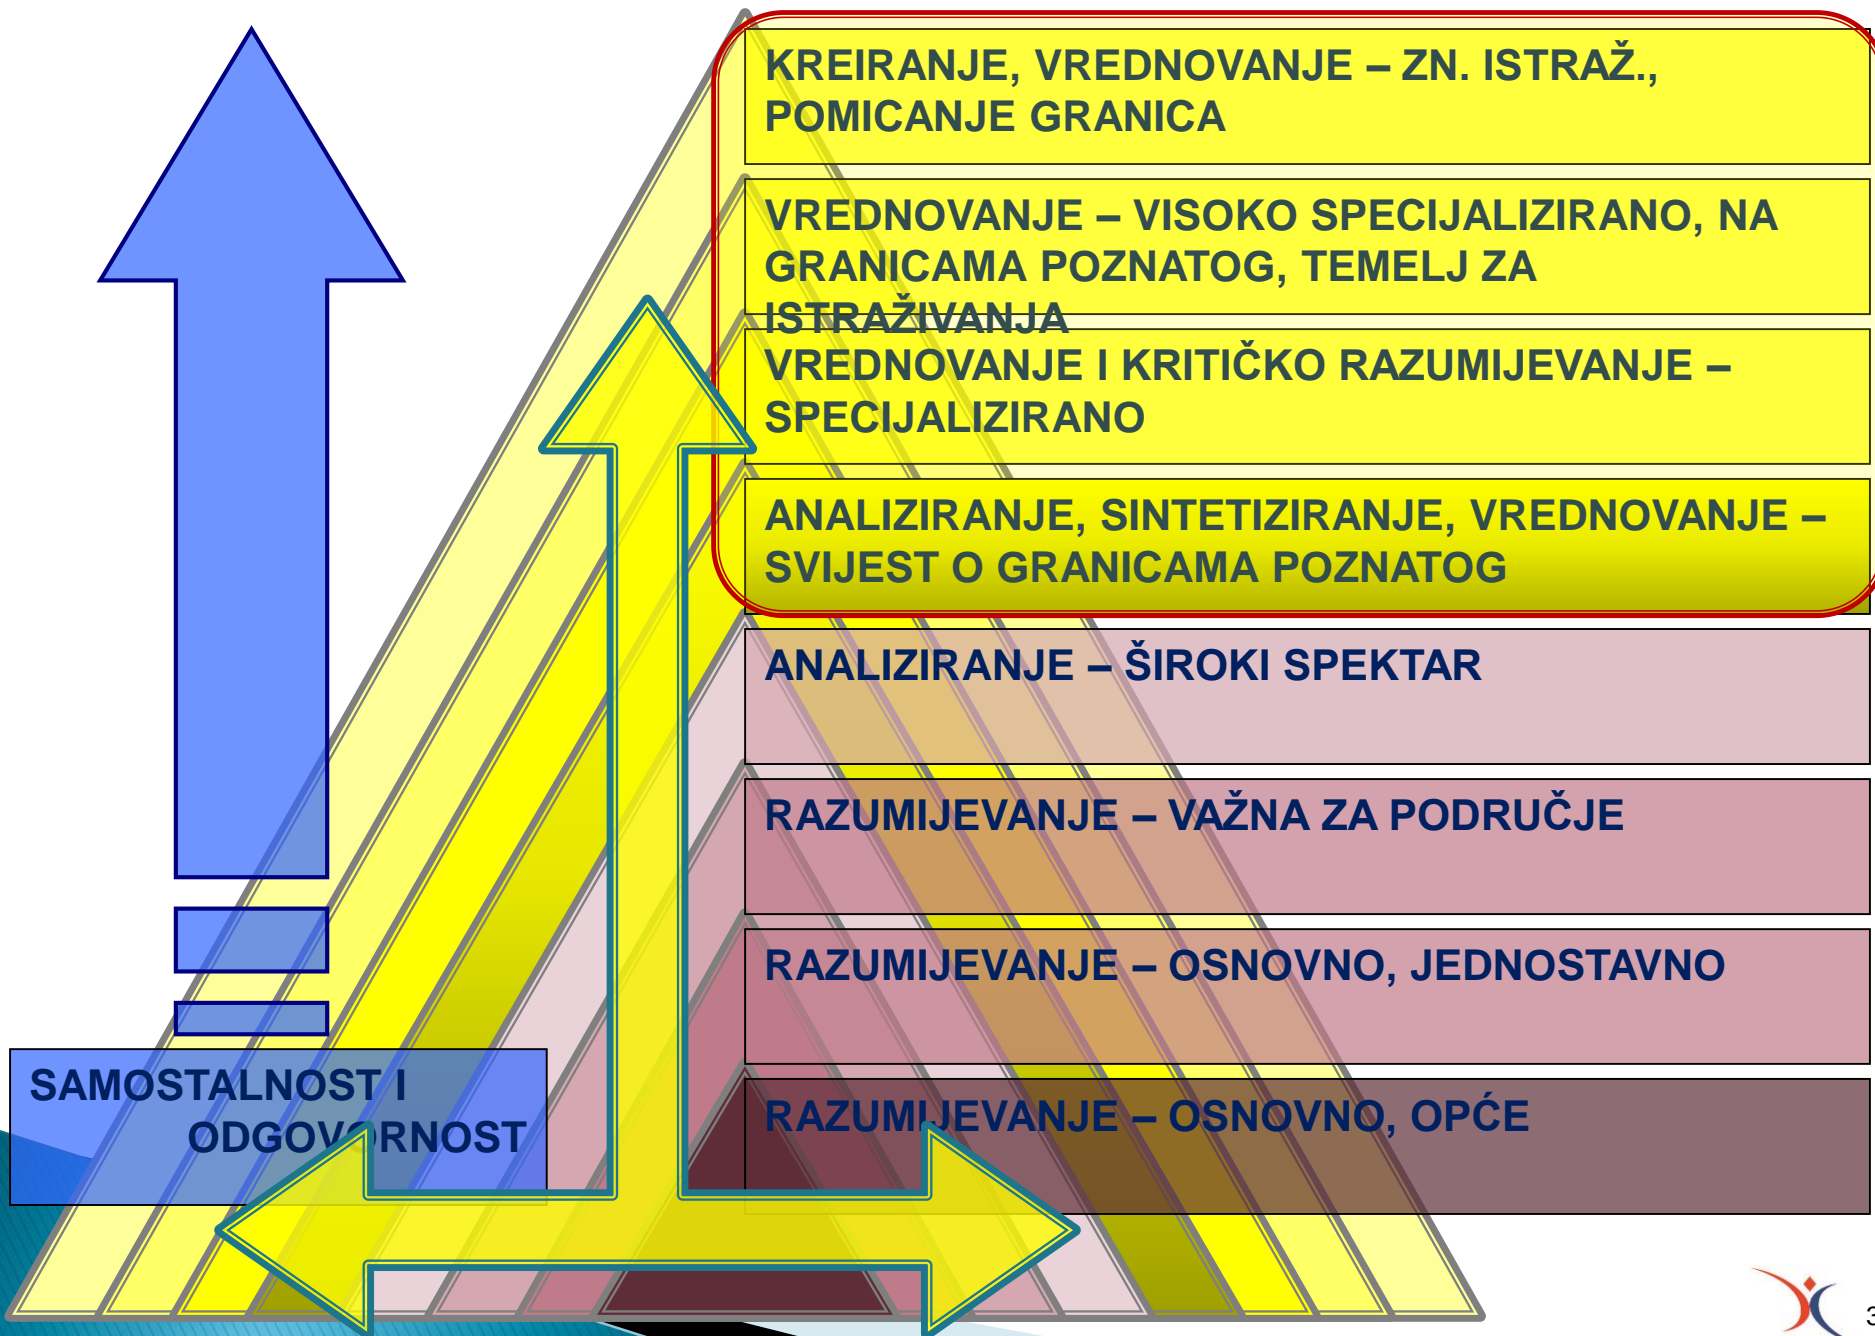 KREIRANJE, VREDNOVANJE – ZN. ISTRAŽ.,
POMICANJE GRANICA
VREDNOVANJE – VISOKO SPECIJALIZIRANO, NA
GRANICAMA POZNATOG, TEMELJ ZA
ISTRAŽIVANJA
VREDNOVANJE I KRITIČKO RAZUMIJEVANJE –
SPECIJALIZIRANO
ANALIZIRANJE, SINTETIZIRANJE, VREDNOVANJE –
SVIJEST O GRANICAMA POZNATOG
ANALIZIRANJE – ŠIROKI SPEKTAR
RAZUMIJEVANJE – VAŽNA ZA PODRUČJE
RAZUMIJEVANJE – OSNOVNO, JEDNOSTAVNO
RAZUMIJEVANJE – OSNOVNO, OPĆE
SAMOSTALNOST I
ODGOVORNOST